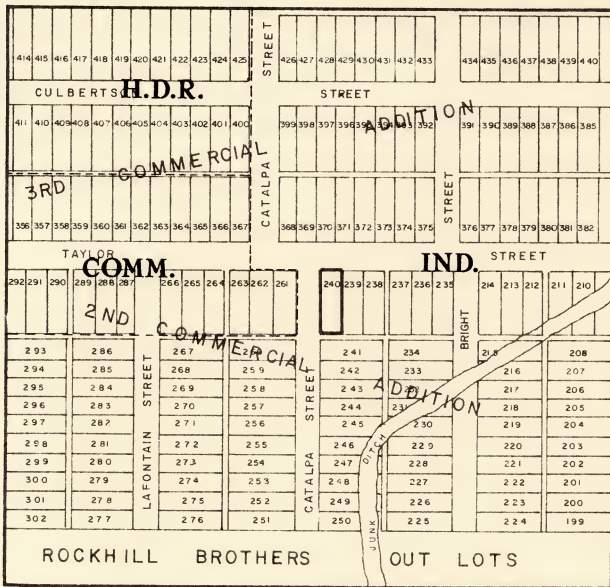 414 415 416 417 418 419 420 421 422 423 424 425 STREET 426 427 428 429 430 431 432 433 434 435 436 437 438 439 440
CULBERTSON H.D.R. STREET
411 410 409 408 407 406 405 404 403 402 401 400 399 398 397 396 395 394 393 392 391 390 389 388 387 386 385
ADDITION
3RD COMMERCIAL
CATALPA
STREET
356 357 358 359 360 361 362 363 364 365 366 367 368 369 370 371 372 373 374 375 376 377 378 379 380 381 382
TAYLOR STREET
COMM. IND.
292 291 290 289 288 287 266 265 264 263 262 261 240 239 238 237 236 235 214 213 212 211 210
2ND COMMERCIAL ADDITION
BRIGHT
293 286 267 241 234 215 208
294 285 268 259 242 233 216 207
295 284 269 258 243 217 206
296 283 270 257 244 231 218 205
297 282 271 256 245 230 219 204
298 281 272 255 246 229 220 203
299 280 273 254 247 228 221 202
300 279 274 253 248 227 222 201
301 278 275 252 249 226 223 200
302 277 276 251 250 225 224 199
LAFONTAIN STREET
CATALPA STREET
JUNK DITCH
ROCKHILL BROTHERS OUT LOTS